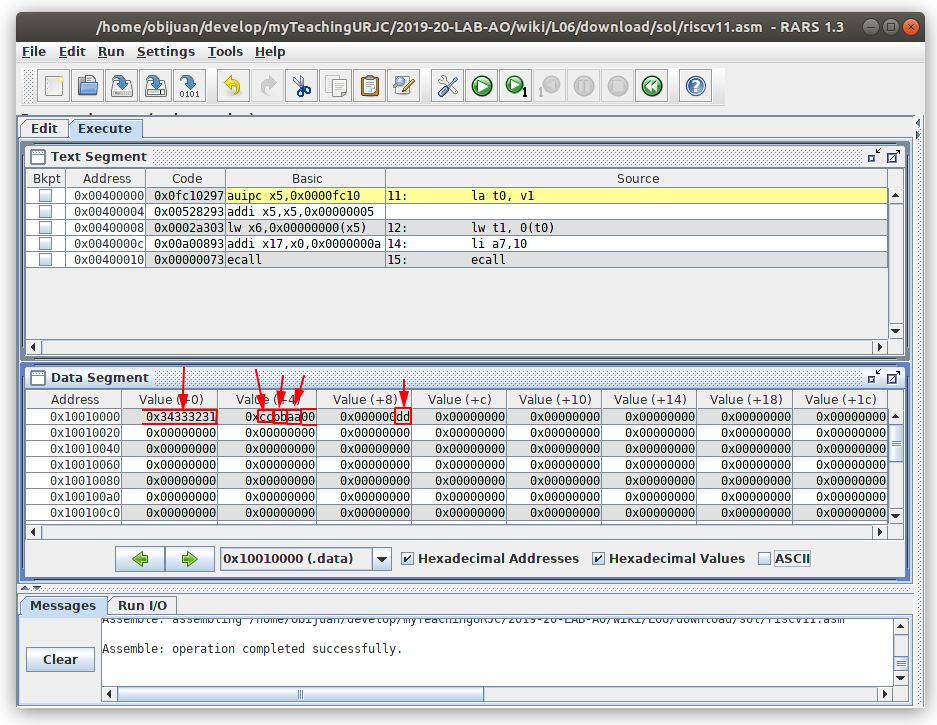 /home/obijuan/develop/myTeachingURJC/2019-20-LAB-AO/wiki/L06/download/sol/riscv11.asm - RARS 1.3
File Edit Run Settings Tools Help
Edit Execute
Text Segment
Bkpt Address Code Basic Source
0x00400000 0x0fc10297 auipc x5,0x0000fc10 11: la t0, v1
0x00400004 0x00528293 addi x5,x5,0x00000005
0x00400008 0x0002a303 lw x6,0x00000000(x5) 12: lw t1, 0(t0)
0x0040000c 0x00a00893 addi x17,x0,0x0000000a 14: li a7,10
0x00400010 0x00000073 ecall 15: ecall
Data Segment
Address Value (+0) Value (+4) Value (+8) Value (+c) Value (+10) Value (+14) Value (+18) Value (+1c)
0x10010000 0x34333231 0xccbbaa00 0x000000dd 0x00000000 0x00000000 0x00000000 0x00000000 0x00000000
0x10010020 0x00000000 0x00000000 0x00000000 0x00000000 0x00000000 0x00000000 0x00000000 0x00000000
0x10010040 0x00000000 0x00000000 0x00000000 0x00000000 0x00000000 0x00000000 0x00000000 0x00000000
0x10010060 0x00000000 0x00000000 0x00000000 0x00000000 0x00000000 0x00000000 0x00000000 0x00000000
0x10010080 0x00000000 0x00000000 0x00000000 0x00000000 0x00000000 0x00000000 0x00000000 0x00000000
0x100100a0 0x00000000 0x00000000 0x00000000 0x00000000 0x00000000 0x00000000 0x00000000 0x00000000
0x100100c0 0x00000000 0x00000000 0x00000000 0x00000000 0x00000000 0x00000000 0x00000000 0x00000000
0x10010000 (.data) Hexadecimal Addresses Hexadecimal Values ASCII
Messages Run I/O
Assemble: assembling /home/obijuan/develop/myTeachingURJC/2019-20-LAB-AO/wiki/L06/download/sol/riscv11.asm
Assemble: operation completed successfully.
Clear